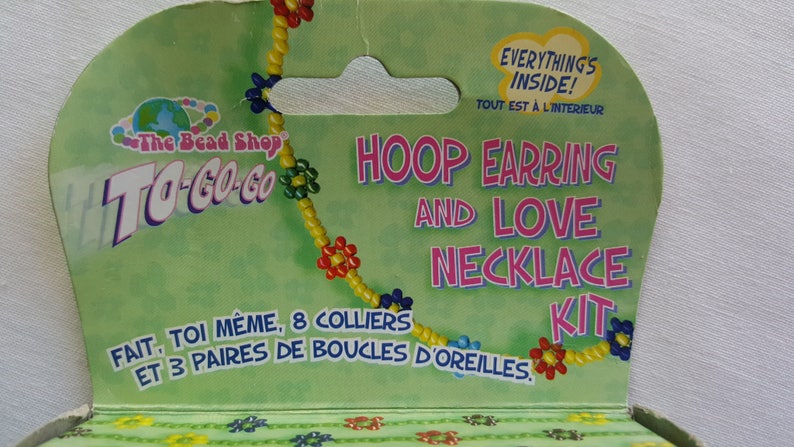 EVERYTHING'S
INSIDE!
TOUT EST À L'INTERIEUR
The Bead Shop®
TO-GO-GO
HOOP EARRING
AND LOVE
NECKLACE
KIT
FAIT, TOI MÊME, 8 COLLIERS
ET 3 PAIRES DE BOUCLES D'OREILLES.